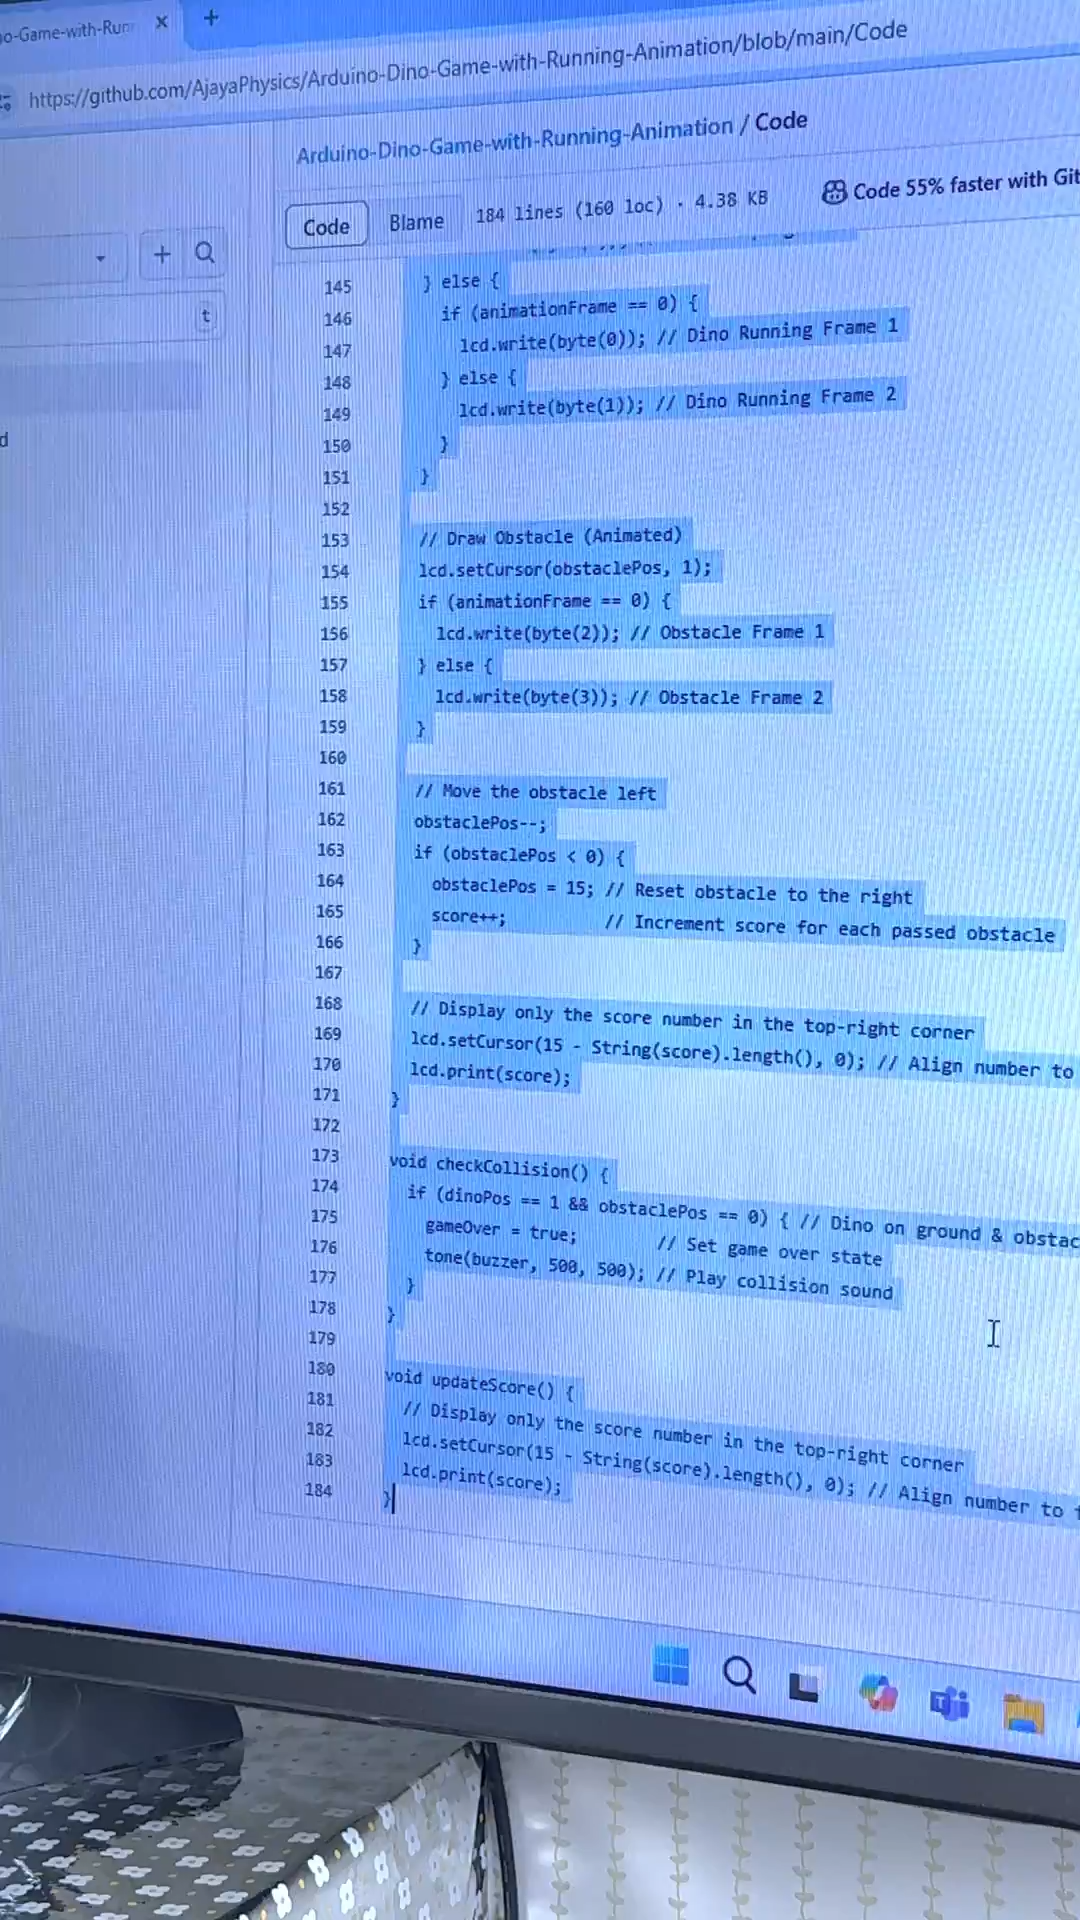 o-Game-with-Run
https://github.com/AjayaPhysics/Arduino-Dino-Game-with-Running-Animation/blob/main/Code
Arduino-Dino-Game-with-Running-Animation / Code
Code Blame 184 lines (160 loc) · 4.38 KB Code 55% faster with Git
t
d
145 } else {
146 if (animationFrame == 0) {
147 lcd.write(byte(0)); // Dino Running Frame 1
148 } else {
149 lcd.write(byte(1)); // Dino Running Frame 2
150 }
151 }
152
153 // Draw Obstacle (Animated)
154 lcd.setCursor(obstaclePos, 1);
155 if (animationFrame == 0) {
156 lcd.write(byte(2)); // Obstacle Frame 1
157 } else {
158 lcd.write(byte(3)); // Obstacle Frame 2
159 }
160
161 // Move the obstacle left
162 obstaclePos--;
163 if (obstaclePos < 0) {
164 obstaclePos = 15; // Reset obstacle to the right
165 score++; // Increment score for each passed obstacle
166 }
167
168 // Display only the score number in the top-right corner
169 lcd.setCursor(15 - String(score).length(), 0); // Align number to
170 lcd.print(score);
171 }
172
173 void checkCollision() {
174 if (dinoPos == 1 && obstaclePos == 0) { // Dino on ground & obstac
175 gameOver = true; // Set game over state
176 tone(buzzer, 500, 500); // Play collision sound
177 }
178 }
179
180 void updateScore() {
181 // Display only the score number in the top-right corner
182 lcd.setCursor(15 - String(score).length(), 0); // Align number to
183 lcd.print(score);
184 }